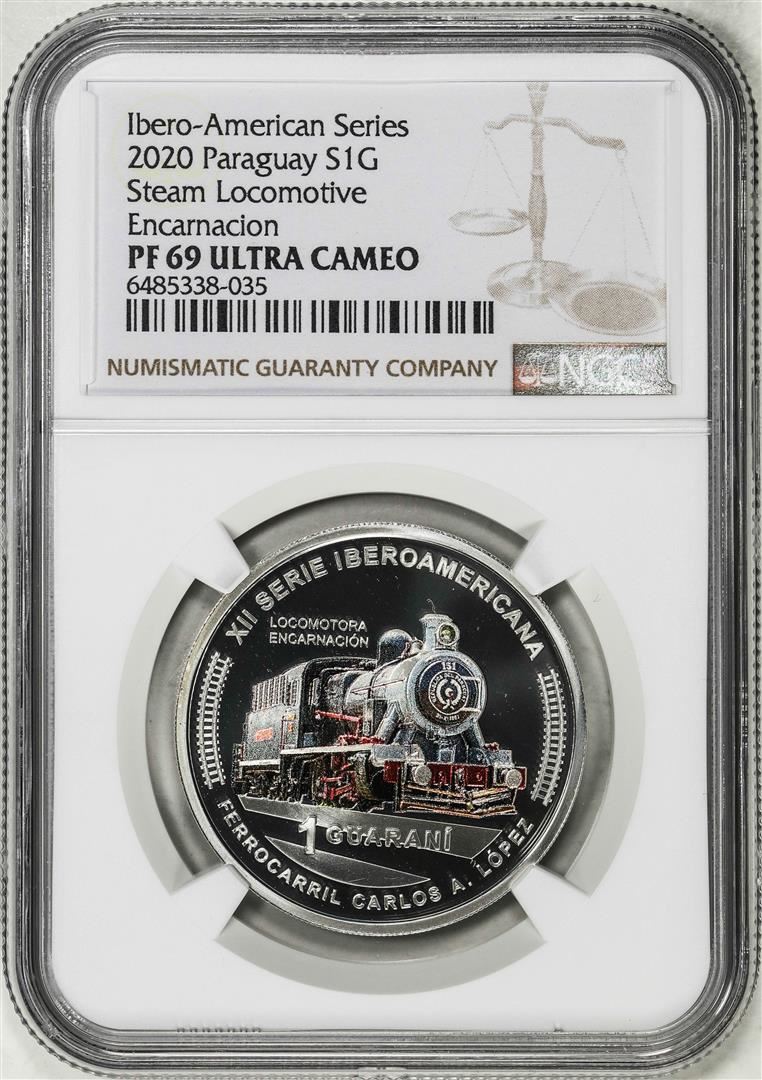 Ibero-American Series
2020 Paraguay S1G
Steam Locomotive
Encarnacion
PF 69 ULTRA CAMEO
6485338-035
NUMISMATIC GUARANTY COMPANY
NGC
XII SERIE IBEROAMERICANA
LOCOMOTORA
ENCARNACIÓN
151
1 GUARANÍ
FERROCARRIL CARLOS A. LÓPEZ